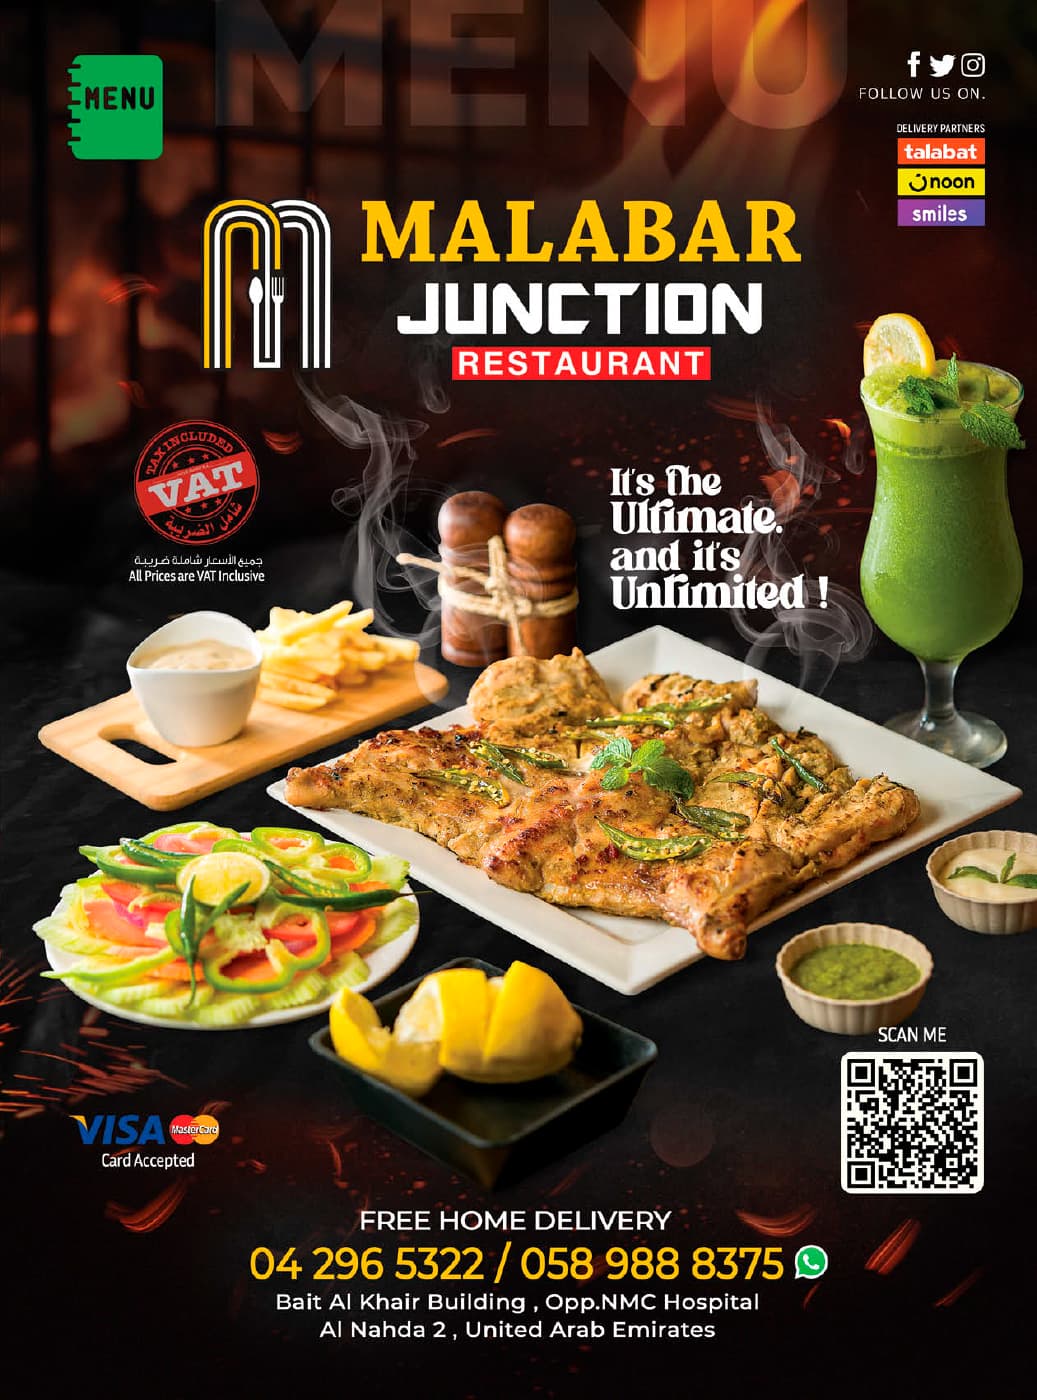 MENU
MENU
FOLLOW US ON.
DELIVERY PARTNERS
talabat
noon
smiles
MALABAR
JUNCTION
RESTAURANT
TAX INCLUDED
VAT
شامل الضريبة
جميع الأسعار شاملة ضريبة
All Prices are VAT Inclusive
It's the
Ultimate.
and it's
Unlimited !
SCAN ME
VISA MasterCard
Card Accepted
FREE HOME DELIVERY
04 296 5322 / 058 988 8375
Bait Al Khair Building , Opp.NMC Hospital
Al Nahda 2 , United Arab Emirates